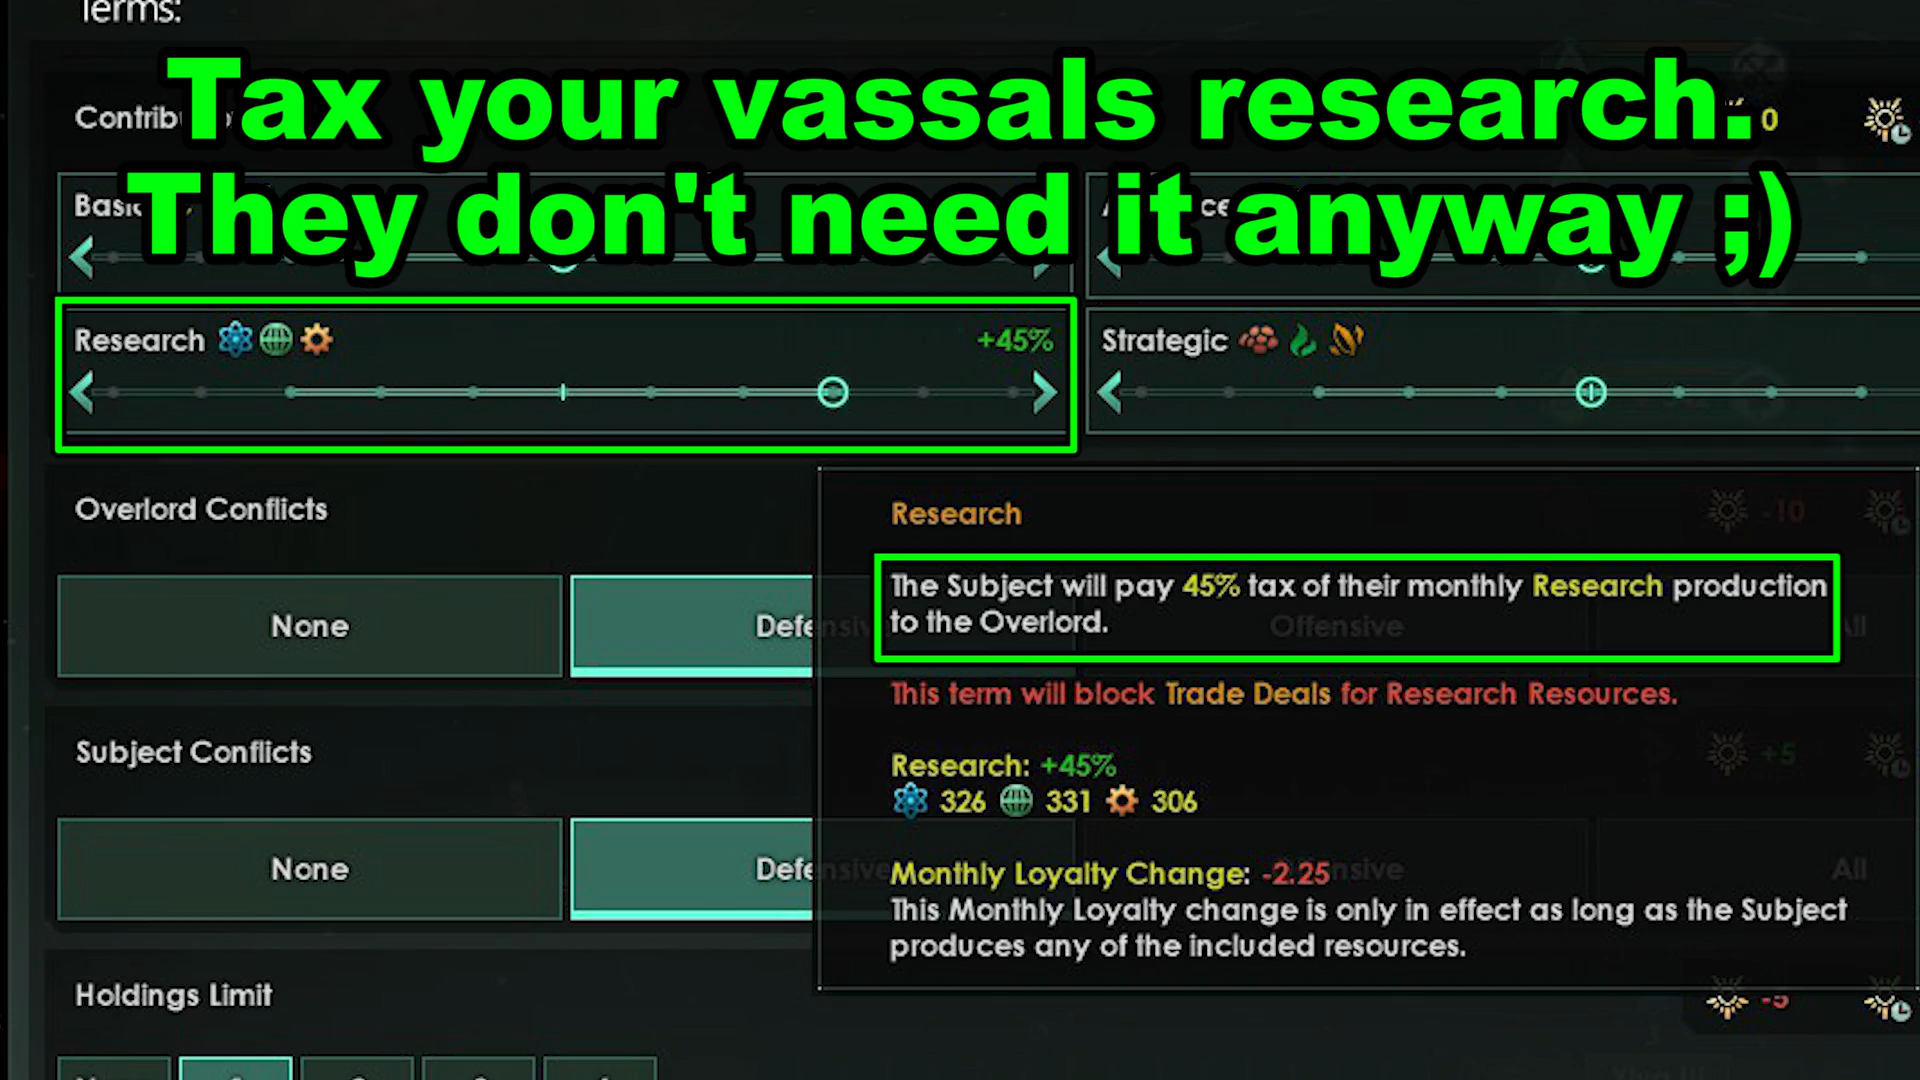 Terms:
Tax your vassals research.
They don't need it anyway ;)
0
Research
+45%
Strategic
Overlord Conflicts
Research
-10
None
The Subject will pay 45% tax of their monthly Research production
to the Overlord.
Offensive
This term will block Trade Deals for Research Resources.
Subject Conflicts
+5
Research: +45%
326 331 306
None
Monthly Loyalty Change: -2.25
All
This Monthly Loyalty change is only in effect as long as the Subject
produces any of the included resources.
Holdings Limit
-5